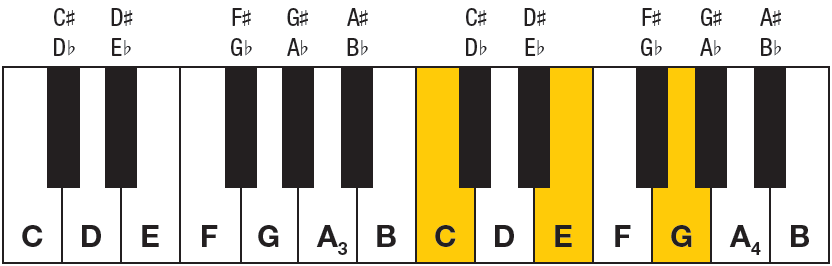 C♯ D♯ F♯ G♯ A♯ C♯ D♯ F♯ G♯ A♯
D♭ E♭ G♭ A♭ B♭ D♭ E♭ G♭ A♭ B♭
C D E F G A₃ B C D E F G A₄ B